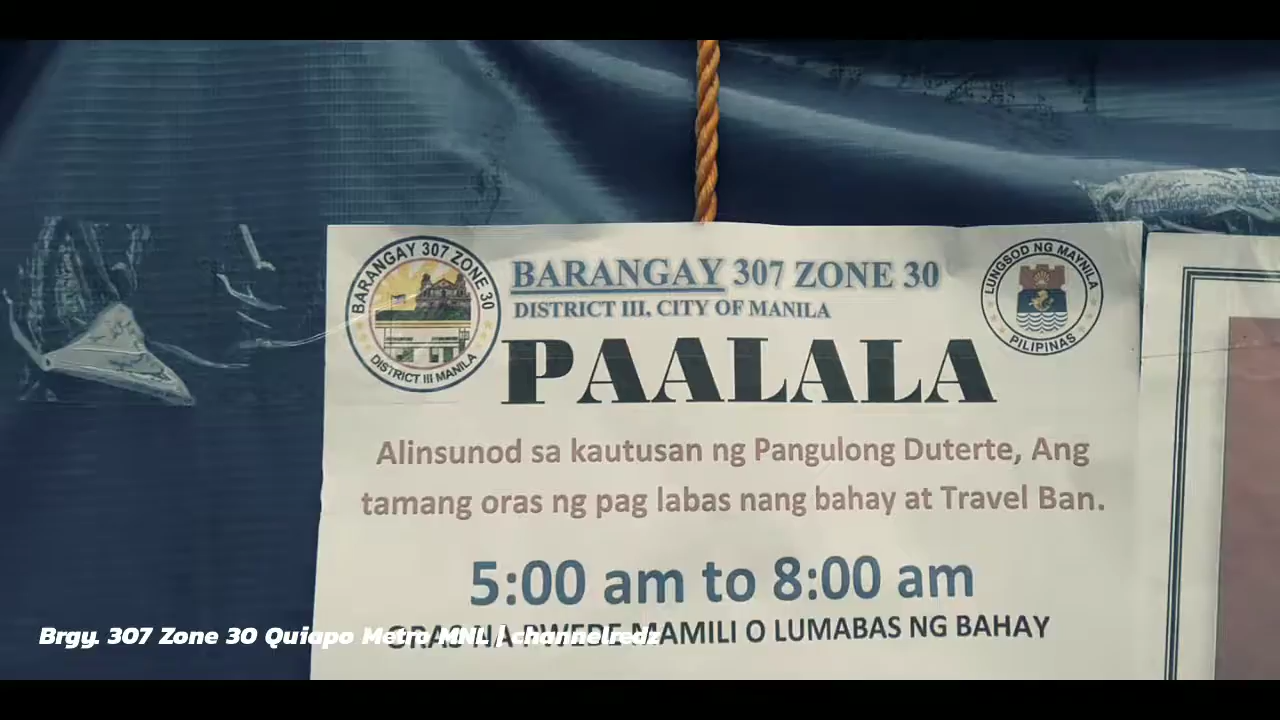 BARANGAY 307 ZONE 30
DISTRICT III MANILA
BARANGAY 307 ZONE 30
DISTRICT III, CITY OF MANILA
LUNGSOD NG MAYNILA
PILIPINAS
PAALALA
Alinsunod sa kautusan ng Pangulong Duterte, Ang
tamang oras ng pag labas nang bahay at Travel Ban.
5:00 am to 8:00 am
ORAS NA PWEDE MAMILI O LUMABAS NG BAHAY
Brgy. 307 Zone 30 Quiapo Metro MNL | channelredz